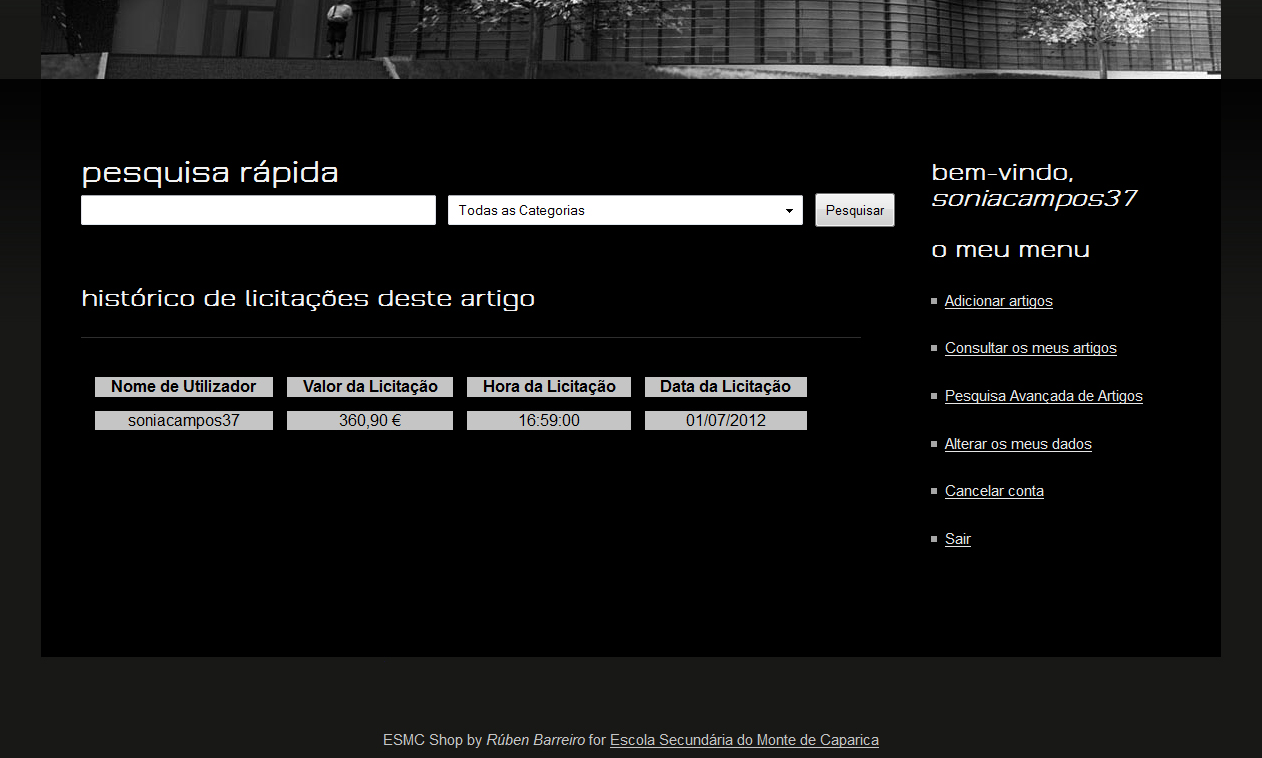 pesquisa rápida
Todas as Categorias
Pesquisar
histórico de licitações deste artigo
Nome de Utilizador Valor da Licitação Hora da Licitação Data da Licitação
soniacampos37 360,90 € 16:59:00 01/07/2012
bem-vindo,
soniacampos37
o meu menu
Adicionar artigos
Consultar os meus artigos
Pesquisa Avançada de Artigos
Alterar os meus dados
Cancelar conta
Sair
ESMC Shop by Rúben Barreiro for Escola Secundária do Monte de Caparica